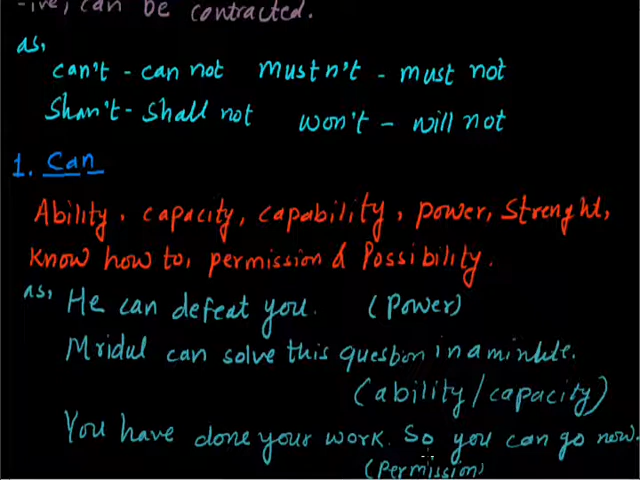 -ive, can be contracted.
as,
can't - can not mustn't - must not
Shan't - Shall not won't - will not
1. Can
Ability, capacity, capability, power, Strenght,
Know how to, permission & Possibility.
as, He can defeat you. (Power)
Mridul can solve this question in a minute.
(ability/capacity)
You have done your work. So you can go now.
(Permission)